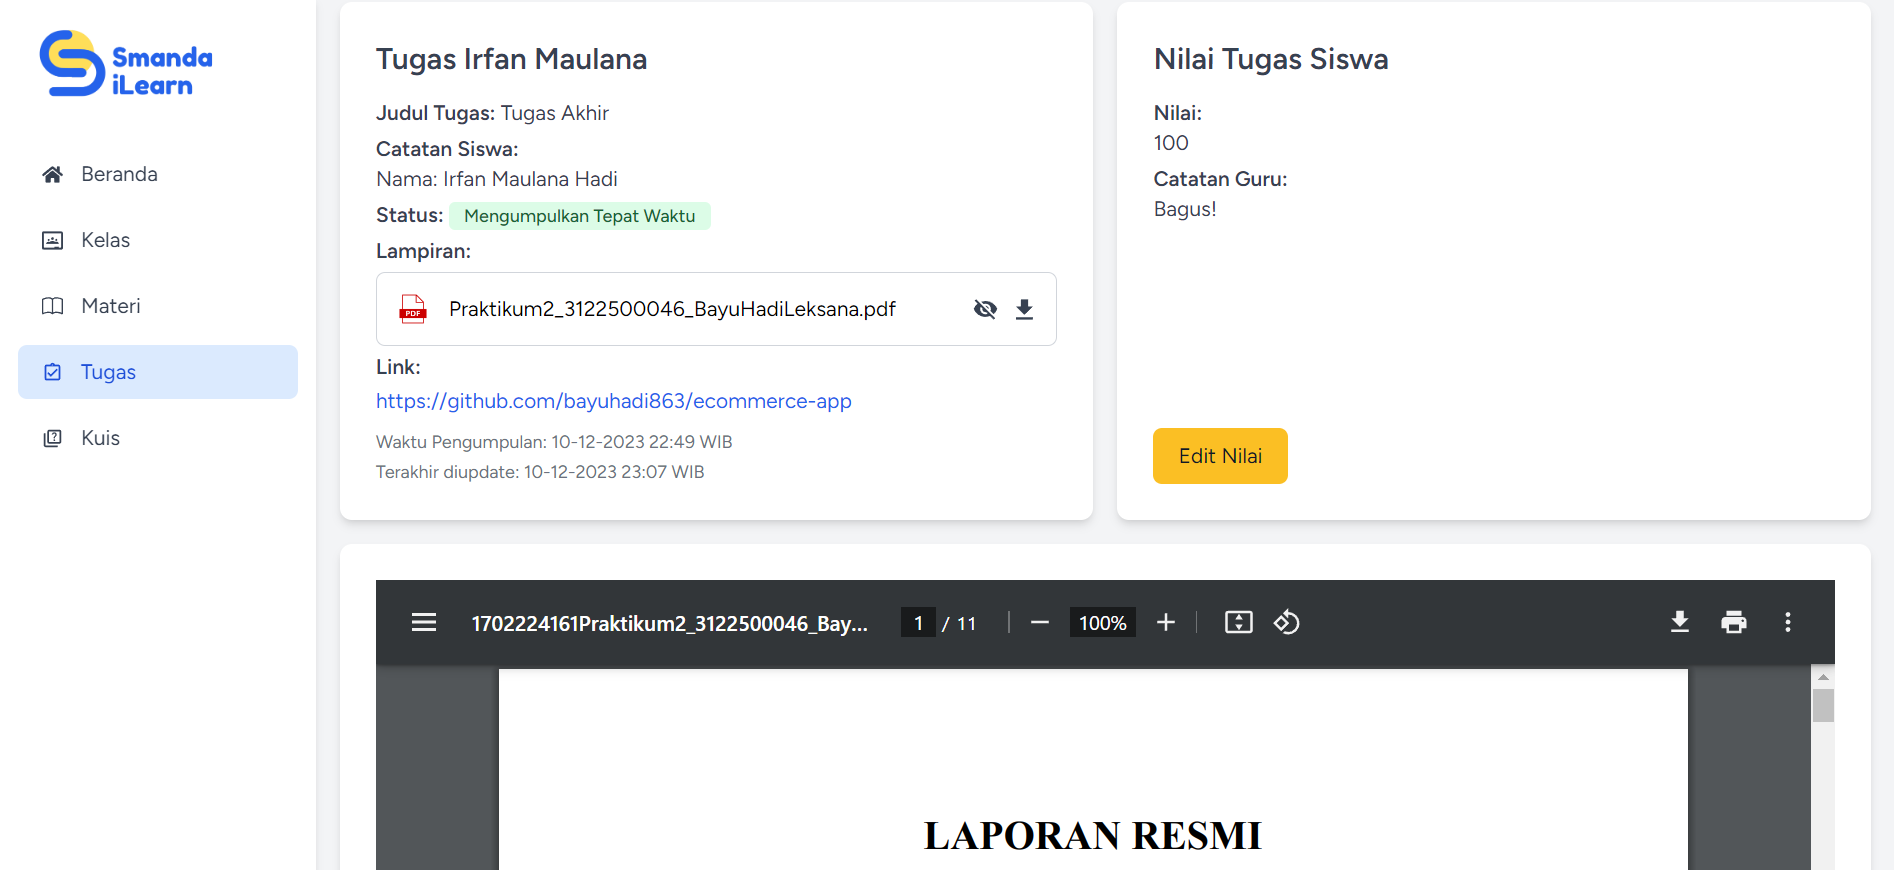 Smanda
iLearn
Beranda
Kelas
Materi
Tugas
Kuis
Tugas Irfan Maulana
Judul Tugas: Tugas Akhir
Catatan Siswa:
Nama: Irfan Maulana Hadi
Status: Mengumpulkan Tepat Waktu
Lampiran:
PDF
Praktikum2_3122500046_BayuHadiLeksana.pdf
Link:
https://github.com/bayuhadi863/ecommerce-app
Waktu Pengumpulan: 10-12-2023 22:49 WIB
Terakhir diupdate: 10-12-2023 23:07 WIB
Nilai Tugas Siswa
Nilai:
100
Catatan Guru:
Bagus!
Edit Nilai
1702224161Praktikum2_3122500046_Bay... 1 / 11 100%
LAPORAN RESMI